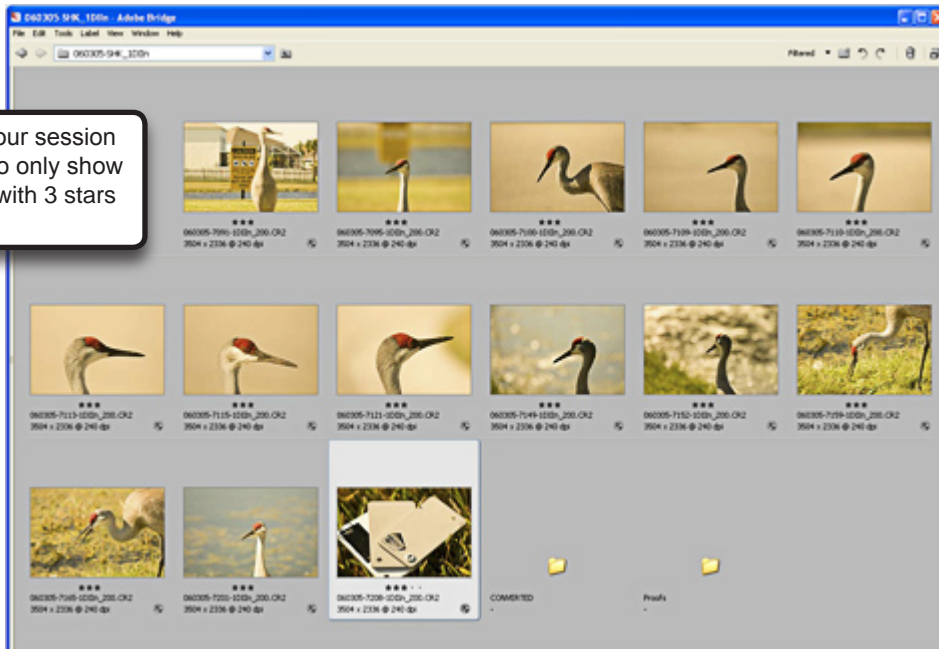 060305 SHK_1DIIn - Adobe Bridge
File Edit Tools Label View Window Help
060305-SHK_1DIIn
Filtered
our session
o only show
with 3 stars
060305-7091-1DIIn_200.CR2
3504 x 2336 @ 240 dpi
060305-7095-1DIIn_200.CR2
3504 x 2336 @ 240 dpi
060305-7100-1DIIn_200.CR2
3504 x 2336 @ 240 dpi
060305-7109-1DIIn_200.CR2
3504 x 2336 @ 240 dpi
060305-7110-1DIIn_200.CR2
3504 x 2336 @ 240 dpi
060305-7113-1DIIn_200.CR2
3504 x 2336 @ 240 dpi
060305-7115-1DIIn_200.CR2
3504 x 2336 @ 240 dpi
060305-7121-1DIIn_200.CR2
3504 x 2336 @ 240 dpi
060305-7149-1DIIn_200.CR2
3504 x 2336 @ 240 dpi
060305-7152-1DIIn_200.CR2
3504 x 2336 @ 240 dpi
060305-7159-1DIIn_200.CR2
3504 x 2336 @ 240 dpi
060305-7165-1DIIn_200.CR2
3504 x 2336 @ 240 dpi
060305-7201-1DIIn_200.CR2
3504 x 2336 @ 240 dpi
060305-7208-1DIIn_200.CR2
3504 x 2336 @ 240 dpi
CONVERTED
-
Proofs
-